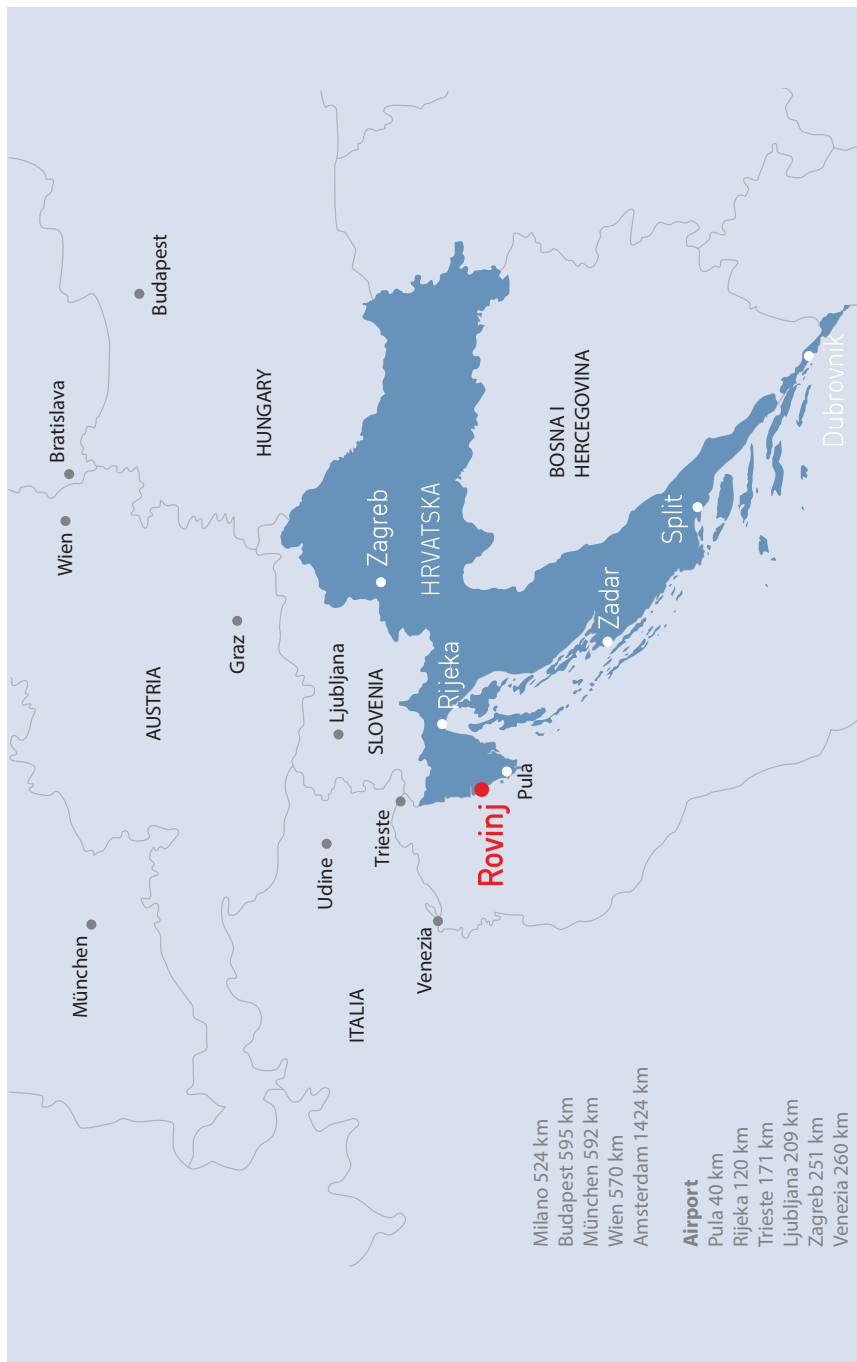 München
Wien
Bratislava
Budapest
AUSTRIA
Graz
HUNGARY
Udine
Ljubljana
ITALIA
SLOVENIA
Trieste
Zagreb
Venezia
HRVATSKA
Rijeka
Rovinj
Pula
BOSNA I
HERCEGOVINA
Zadar
Split
Dubrovnik
Milano 524 km
Budapest 595 km
München 592 km
Wien 570 km
Amsterdam 1424 km
Airport
Pula 40 km
Rijeka 120 km
Trieste 171 km
Ljubljana 209 km
Zagreb 251 km
Venezia 260 km